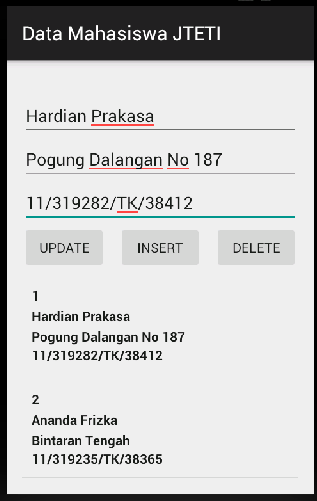 Data Mahasiswa JTETI
Hardian Prakasa
Pogung Dalangan No 187
11/319282/TK/38412
UPDATE INSERT DELETE
1
Hardian Prakasa
Pogung Dalangan No 187
11/319282/TK/38412
2
Ananda Frizka
Bintaran Tengah
11/319235/TK/38365